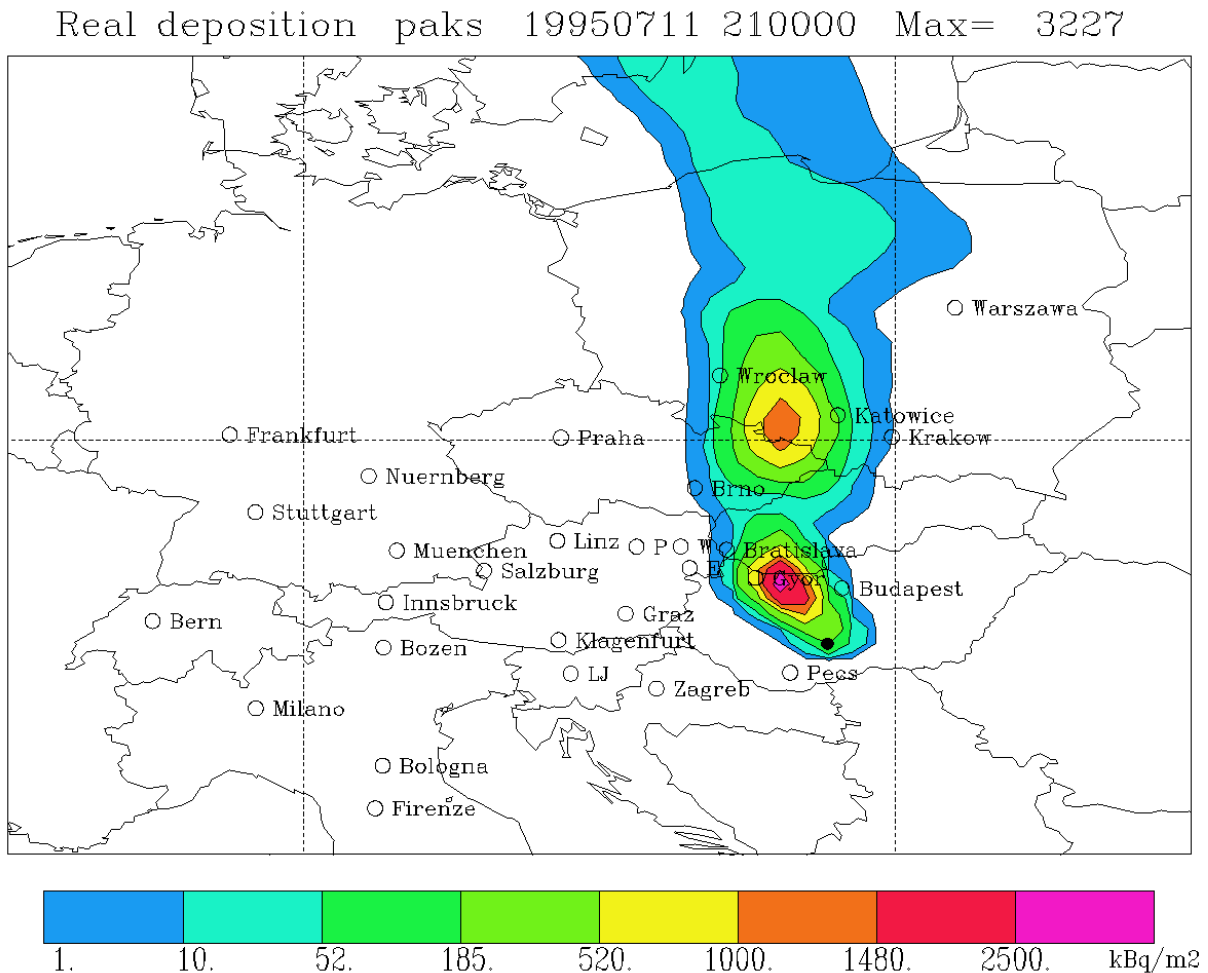 Real deposition paks 19950711 210000 Max= 3227
Warszawa
Wroclaw
Katowice
Frankfurt
Praha
Krakow
Nuernberg
Brno
Stuttgart
Linz
P
W
Bratislava
Muenchen
Salzburg
E
Gyor
Budapest
Innsbruck
Bern
Graz
Klagenfurt
Bozen
LJ
Pecs
Zagreb
Milano
Bologna
Firenze
1. 10. 52. 185. 520. 1000. 1480. 2500. kBq/m2